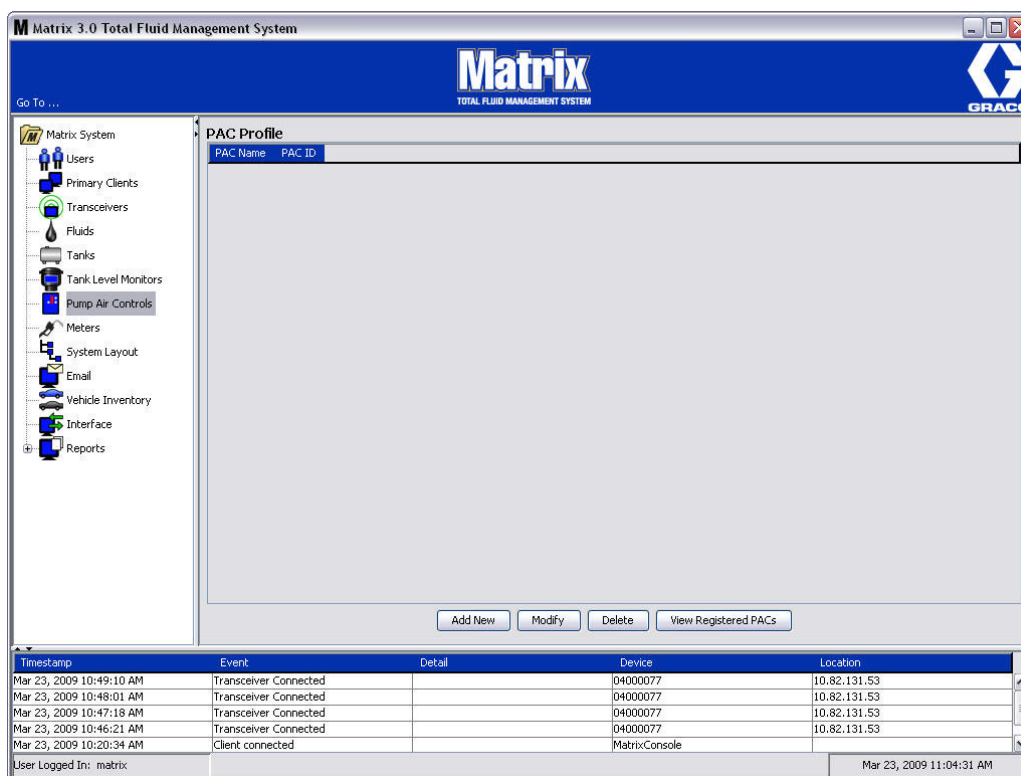 M Matrix 3.0 Total Fluid Management System
Matrix
TOTAL FLUID MANAGEMENT SYSTEM
Go To ...
GRACO
Matrix System
Users
Primary Clients
Transceivers
Fluids
Tanks
Tank Level Monitors
Pump Air Controls
Meters
System Layout
Email
Vehicle Inventory
Interface
Reports
PAC Profile
PAC Name PAC ID
Add New Modify Delete View Registered PACs
Timestamp Event Detail Device Location
Mar 23, 2009 10:49:10 AM Transceiver Connected 04000077 10.82.131.53
Mar 23, 2009 10:48:01 AM Transceiver Connected 04000077 10.82.131.53
Mar 23, 2009 10:47:18 AM Transceiver Connected 04000077 10.82.131.53
Mar 23, 2009 10:46:21 AM Transceiver Connected 04000077 10.82.131.53
Mar 23, 2009 10:20:34 AM Client connected MatrixConsole
User Logged In: matrix Mar 23, 2009 11:04:31 AM